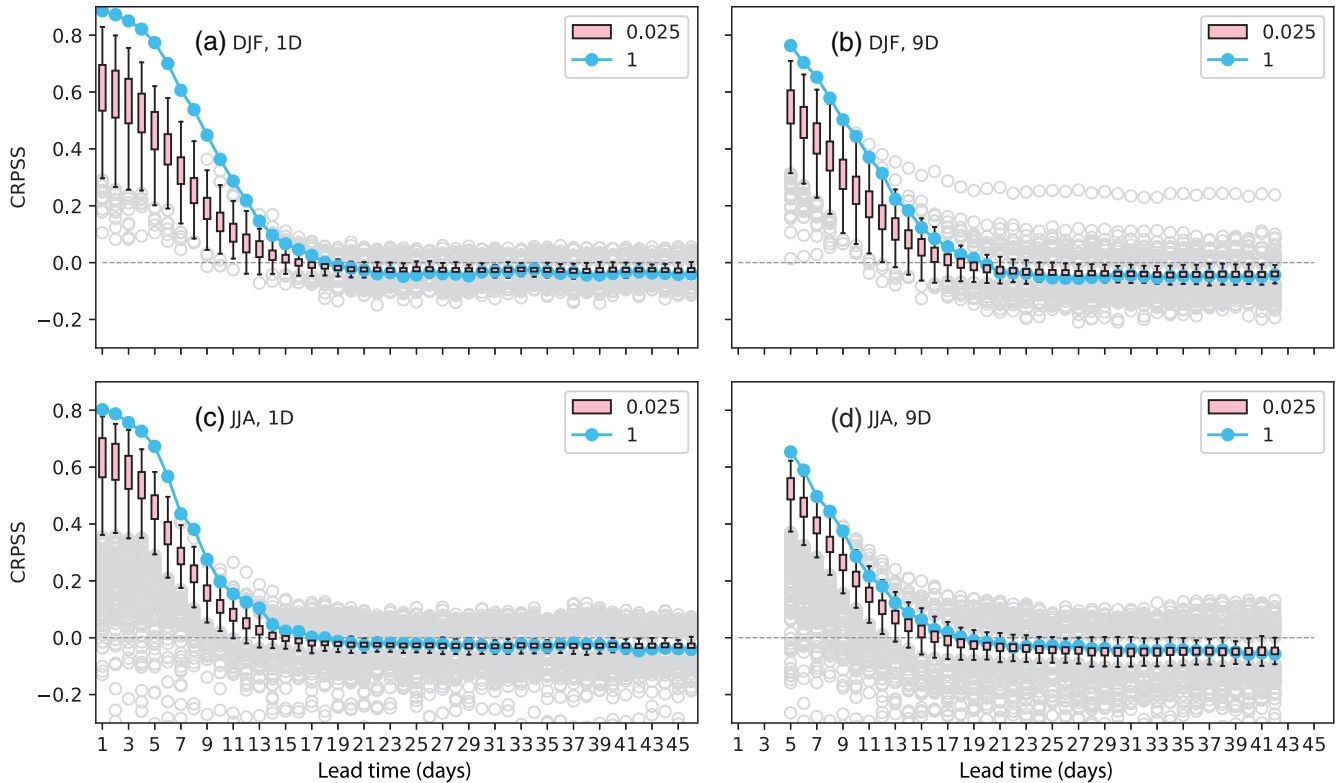 (a) DJF, 1D
0.025
1
CRPSS
0.8
0.6
0.4
0.2
0.0
−0.2
(b) DJF, 9D
0.025
1
(c) JJA, 1D
0.025
1
CRPSS
0.8
0.6
0.4
0.2
0.0
−0.2
1 3 5 7 9 11 13 15 17 19 21 23 25 27 29 31 33 35 37 39 41 43 45
Lead time (days)
(d) JJA, 9D
0.025
1
1 3 5 7 9 11 13 15 17 19 21 23 25 27 29 31 33 35 37 39 41 43 45
Lead time (days)